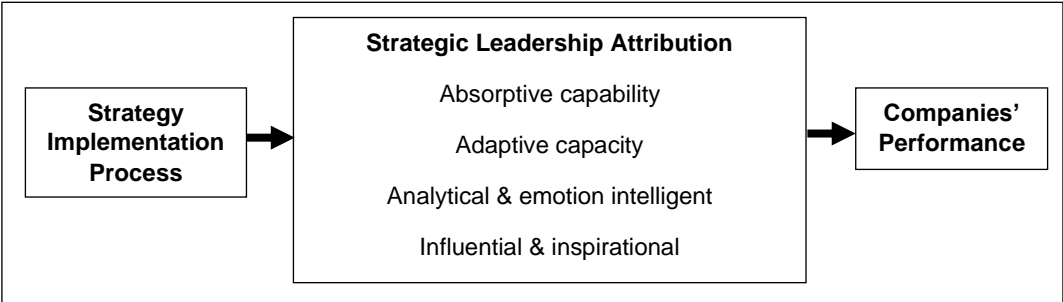 Strategy
Implementation
Process
Strategic Leadership Attribution
Absorptive capability
Adaptive capacity
Analytical & emotion intelligent
Influential & inspirational
Companies’
Performance